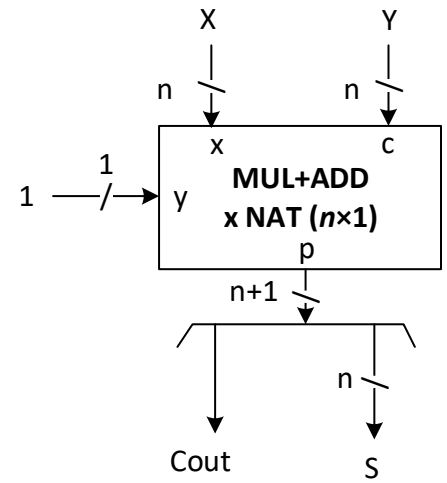 X Y
n n
x c
1 1 y MUL+ADD
x NAT (n×1)
p
n+1
n
Cout S